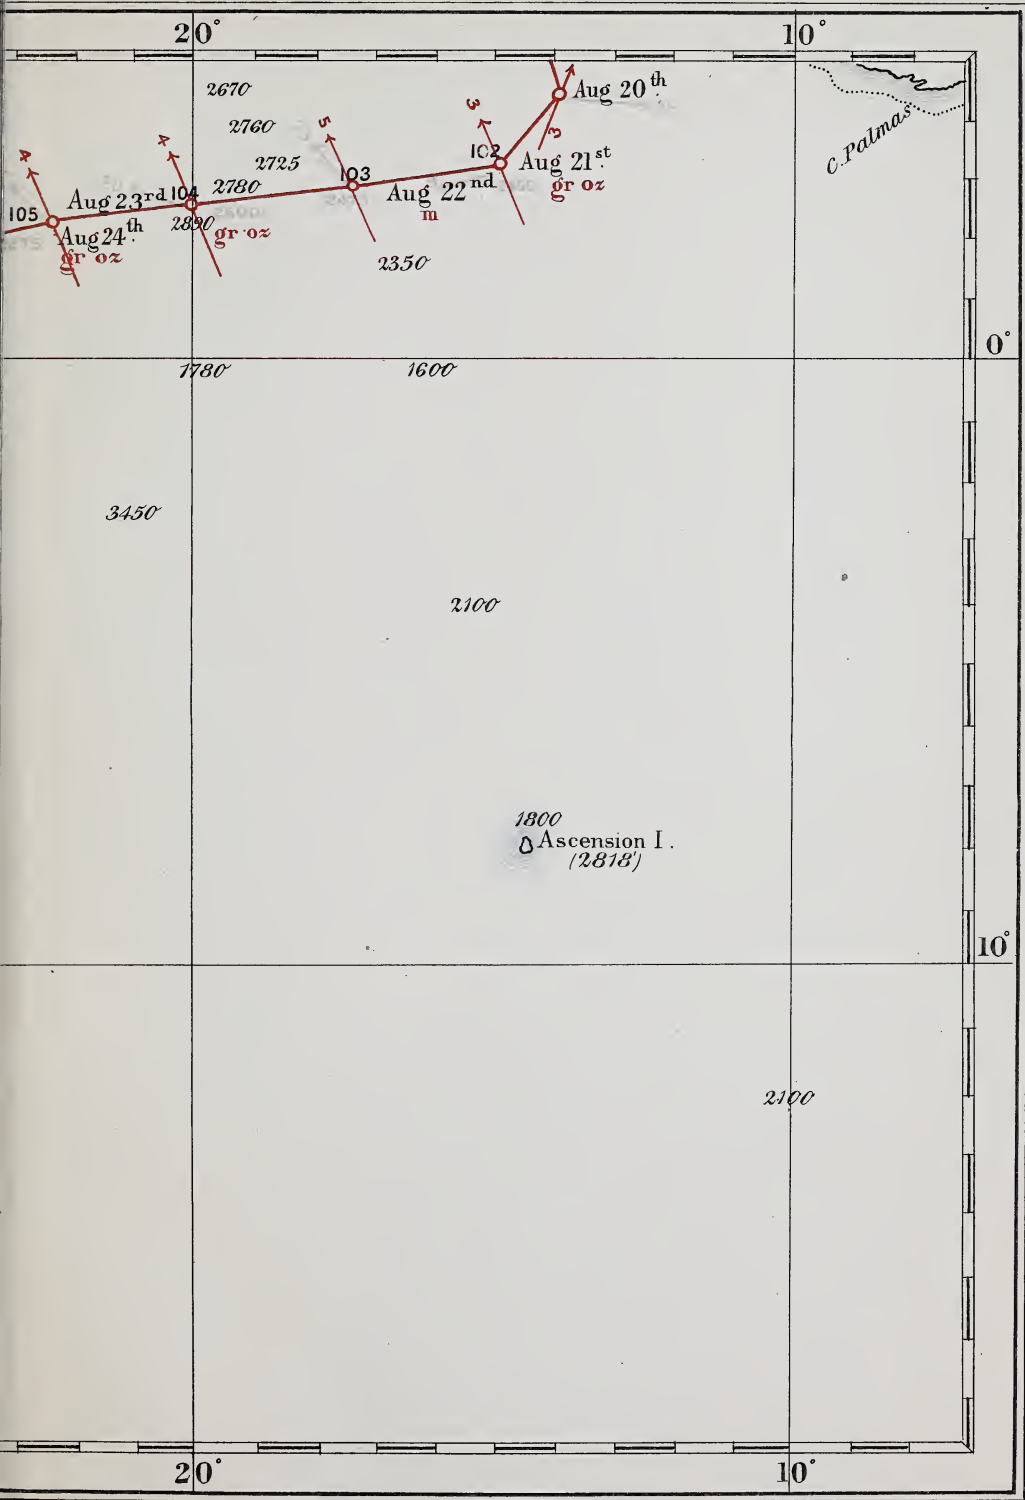 20° 10°
2670 Aug 20th
2760 3 C. Palmas
5 3
4 2725 102 Aug 21st
4 103 gr oz
Aug 23rd 104 2780 Aug 22nd
105 2890 gr oz m
Aug 24th
gr oz 2350
0°
1780 1600
3450
2100
1800
Ascension I.
(2818')
10°
2100
20° 10°